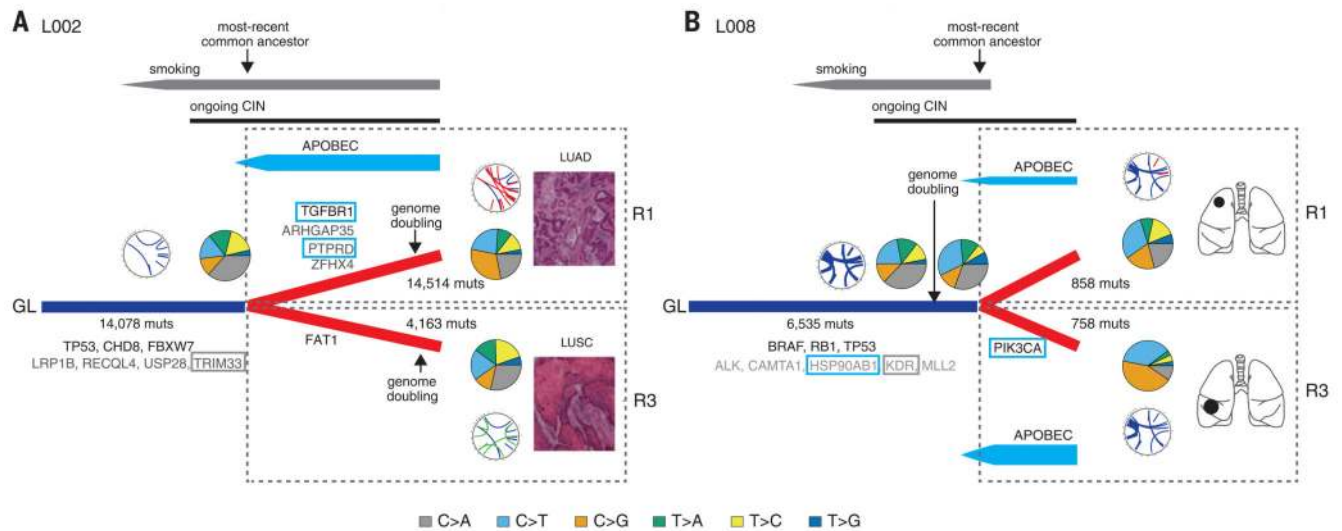 A L002
most-recent
common ancestor
smoking
ongoing CIN
APOBEC
LUAD
TGFBR1
ARHGAP35
PTPRD
ZFHX4
genome
doubling
R1
14,514 muts
GL
14,078 muts
TP53, CHD8, FBXW7
LRP1B, RECQL4, USP28, TRIM33
FAT1
4,163 muts
genome
doubling
LUSC
R3
B L008
most-recent
common ancestor
smoking
ongoing CIN
APOBEC
genome
doubling
R1
858 muts
GL
6,535 muts
BRAF, RB1, TP53
ALK, CAMTA1, HSP90AB1 KDR, MLL2
758 muts
PIK3CA
R3
APOBEC
C>A C>T C>G T>A T>C T>G